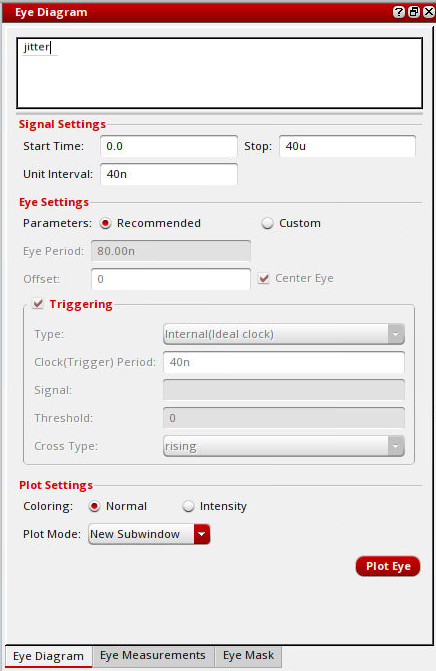 Eye Diagram
jitter
Signal Settings
Start Time: 0.0 Stop: 40u
Unit Interval: 40n
Eye Settings
Parameters: Recommended Custom
Eye Period: 80.00n
Offset: 0 Center Eye
Triggering
Type: Internal(Ideal clock)
Clock(Trigger) Period: 40n
Signal:
Threshold: 0
Cross Type: rising
Plot Settings
Coloring: Normal Intensity
Plot Mode: New Subwindow
Plot Eye
Eye Diagram Eye Measurements Eye Mask